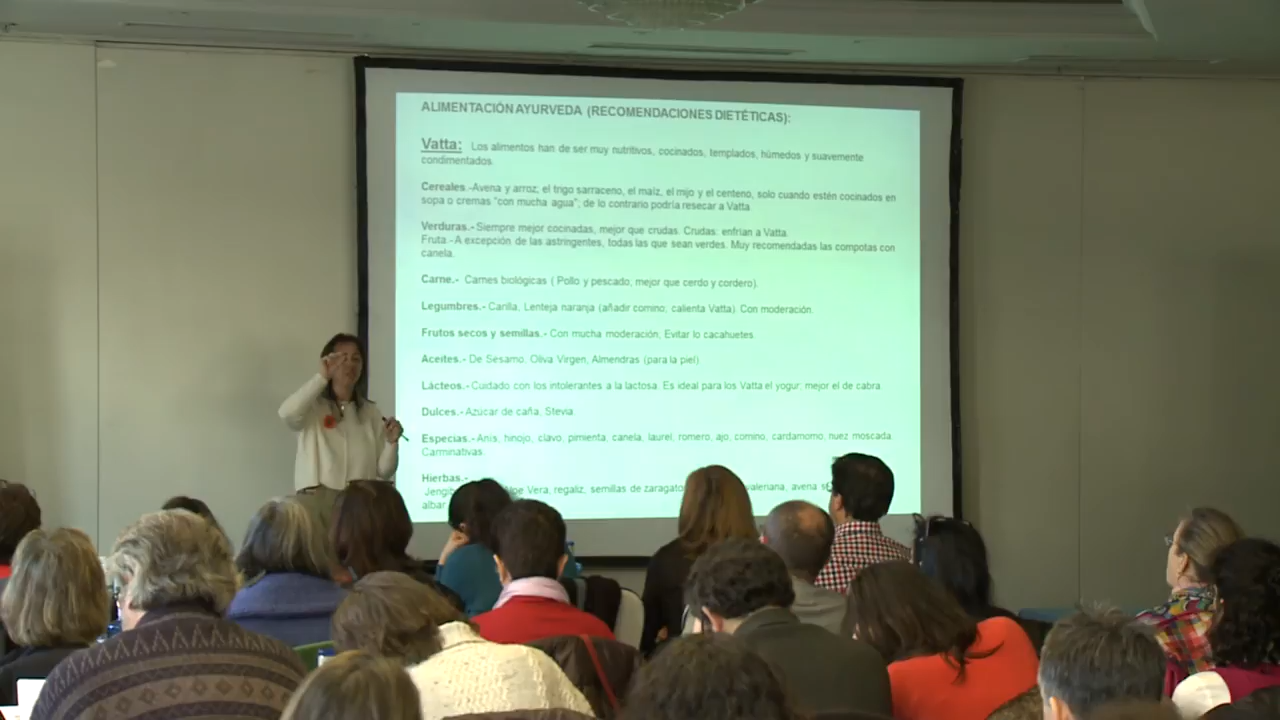 ALIMENTACIÓN AYURVEDA (RECOMENDACIONES DIETÉTICAS):
Vatta: Los alimentos han de ser muy nutritivos, cocinados, templados, húmedos y suavemente
condimentados.
Cereales.-Avena y arroz, el trigo sarraceno, el maíz, el mijo y el centeno, solo cuando estén cocinados en
sopa o cremas "con mucha agua"; de lo contrario podría resecar a Vatta.
Verduras.- Siempre mejor cocinadas, mejor que crudas. Crudas: enfrían a Vatta.
Fruta.- A excepción de las astringentes, todas las que sean verdes. Muy recomendadas las compotas con
canela.
Carne.- Carnes biológicas ( Pollo y pescado, mejor que cerdo y cordero).
Legumbres.- Carilla, Lenteja naranja (añadir comino; calienta Vatta). Con moderación.
Frutos secos y semillas.- Con mucha moderación, Evitar lo cacahuetes
Aceites.- De Sesamo, Oliva Virgen, Almendras (para la piel)
Lácteos.- Cuidado con los intolerantes a la lactosa. Es ideal para los Vatta el yogur; mejor el de cabra.
Dulces.- Azucar de caña, Stevia.
Especias.- Anís, hinojo, clavo, pimienta, canela, laurel, romero, ajo, comino, cardamomo, nuez moscada.
Carminativas.
Hierbas.-
Vera, regaliz, semillas de valeriana, avena
albar